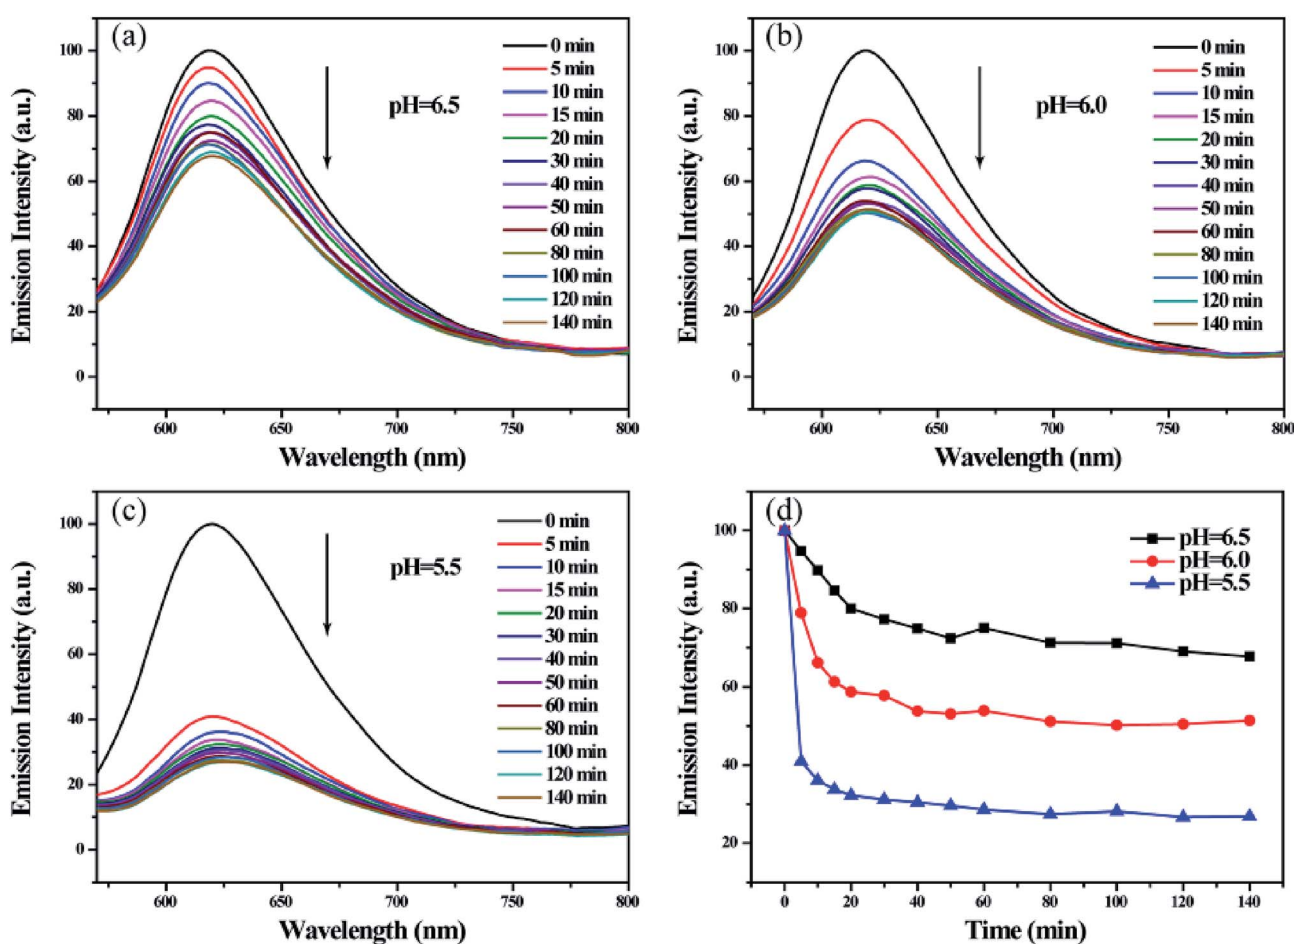 (a)
100
80
60
40
20
0
Emission Intensity (a.u.)
600
650
700
750
800
Wavelength (nm)
pH=6.5
0 min
5 min
10 min
15 min
20 min
30 min
40 min
50 min
60 min
80 min
100 min
120 min
140 min
(b)
100
80
60
40
20
0
Emission Intensity (a.u.)
600
650
700
750
800
Wavelength (nm)
pH=6.0
0 min
5 min
10 min
15 min
20 min
30 min
40 min
50 min
60 min
80 min
100 min
120 min
140 min
(c)
100
80
60
40
20
0
Emission Intensity (a.u.)
600
650
700
750
800
Wavelength (nm)
pH=5.5
0 min
5 min
10 min
15 min
20 min
30 min
40 min
50 min
60 min
80 min
100 min
120 min
140 min
(d)
100
80
60
40
20
Emission Intensity (a.u.)
0
20
40
60
80
100
120
140
Time (min)
pH=6.5
pH=6.0
pH=5.5